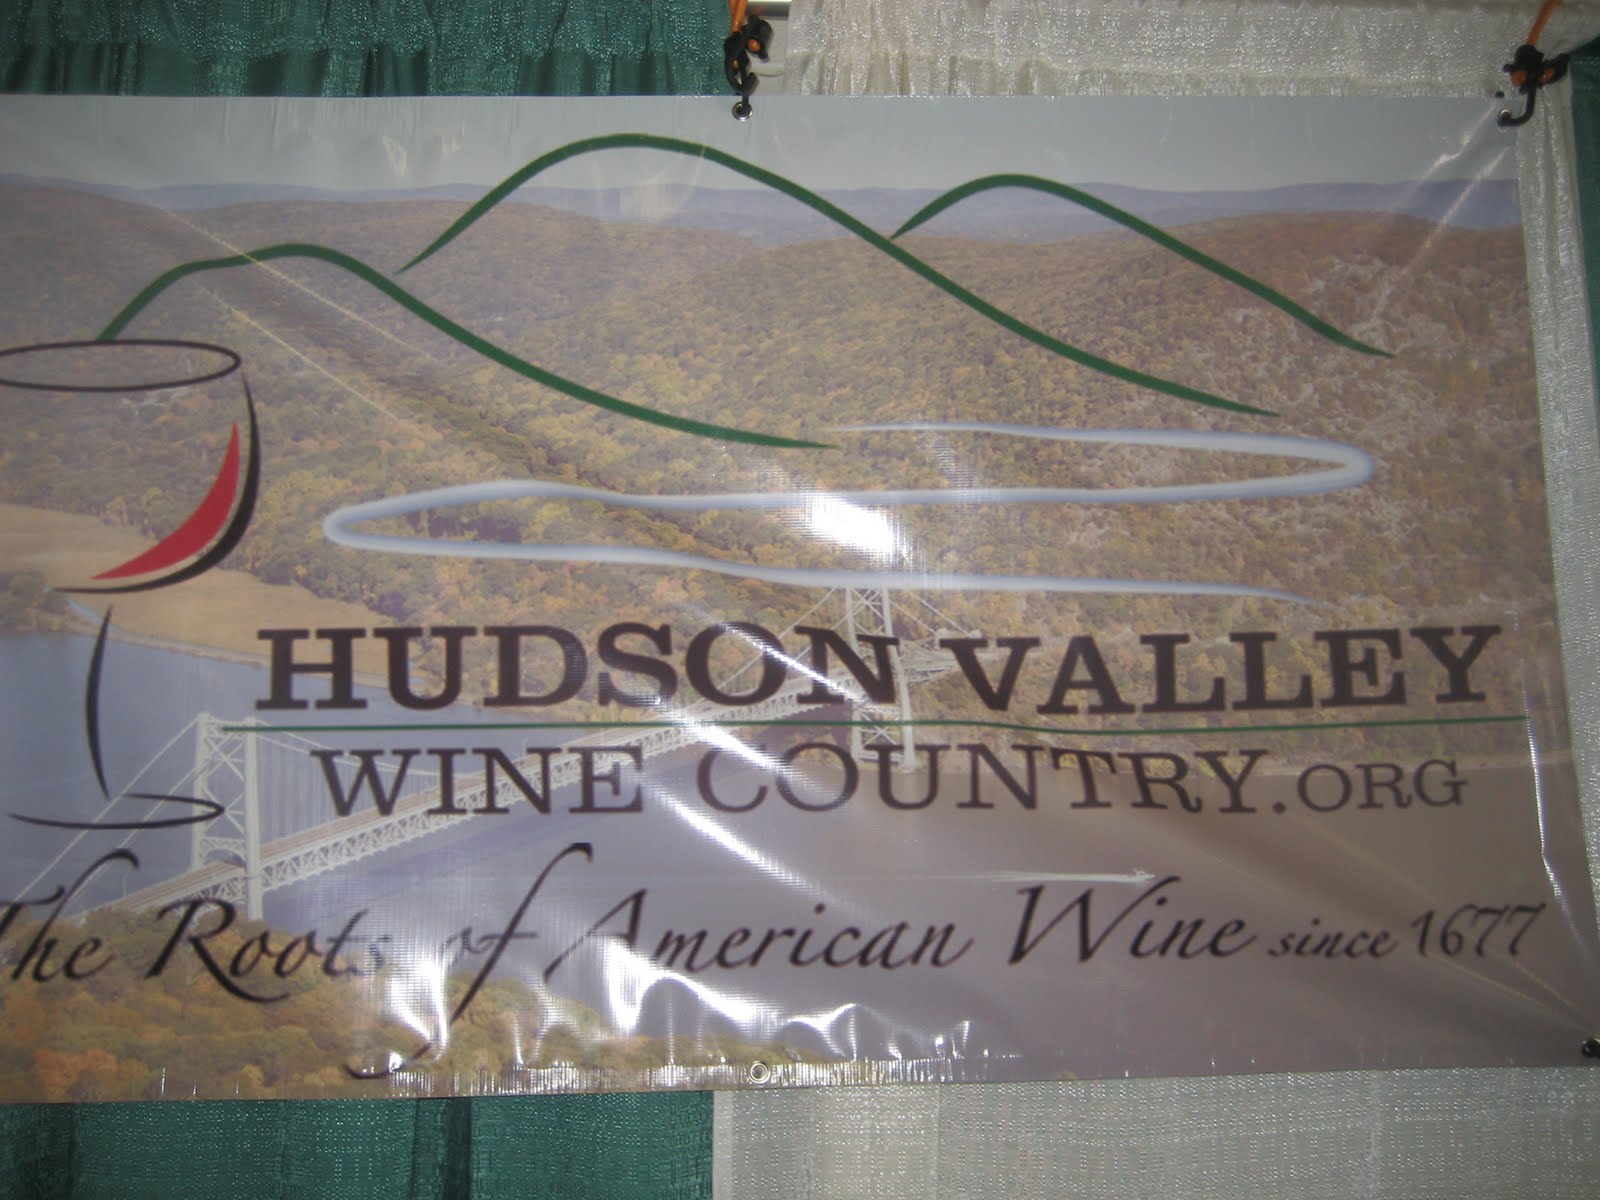 HUDSON VALLEY
WINE COUNTRY.ORG
The Roots of American Wine since 1677